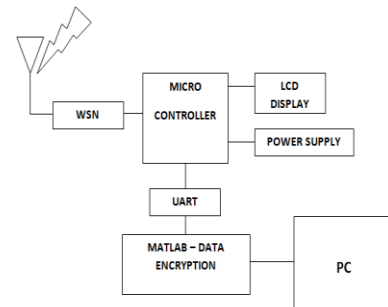 MICRO
CONTROLLER
LCD
DISPLAY
WSN
POWER SUPPLY
UART
MATLAB – DATA
ENCRYPTION
PC